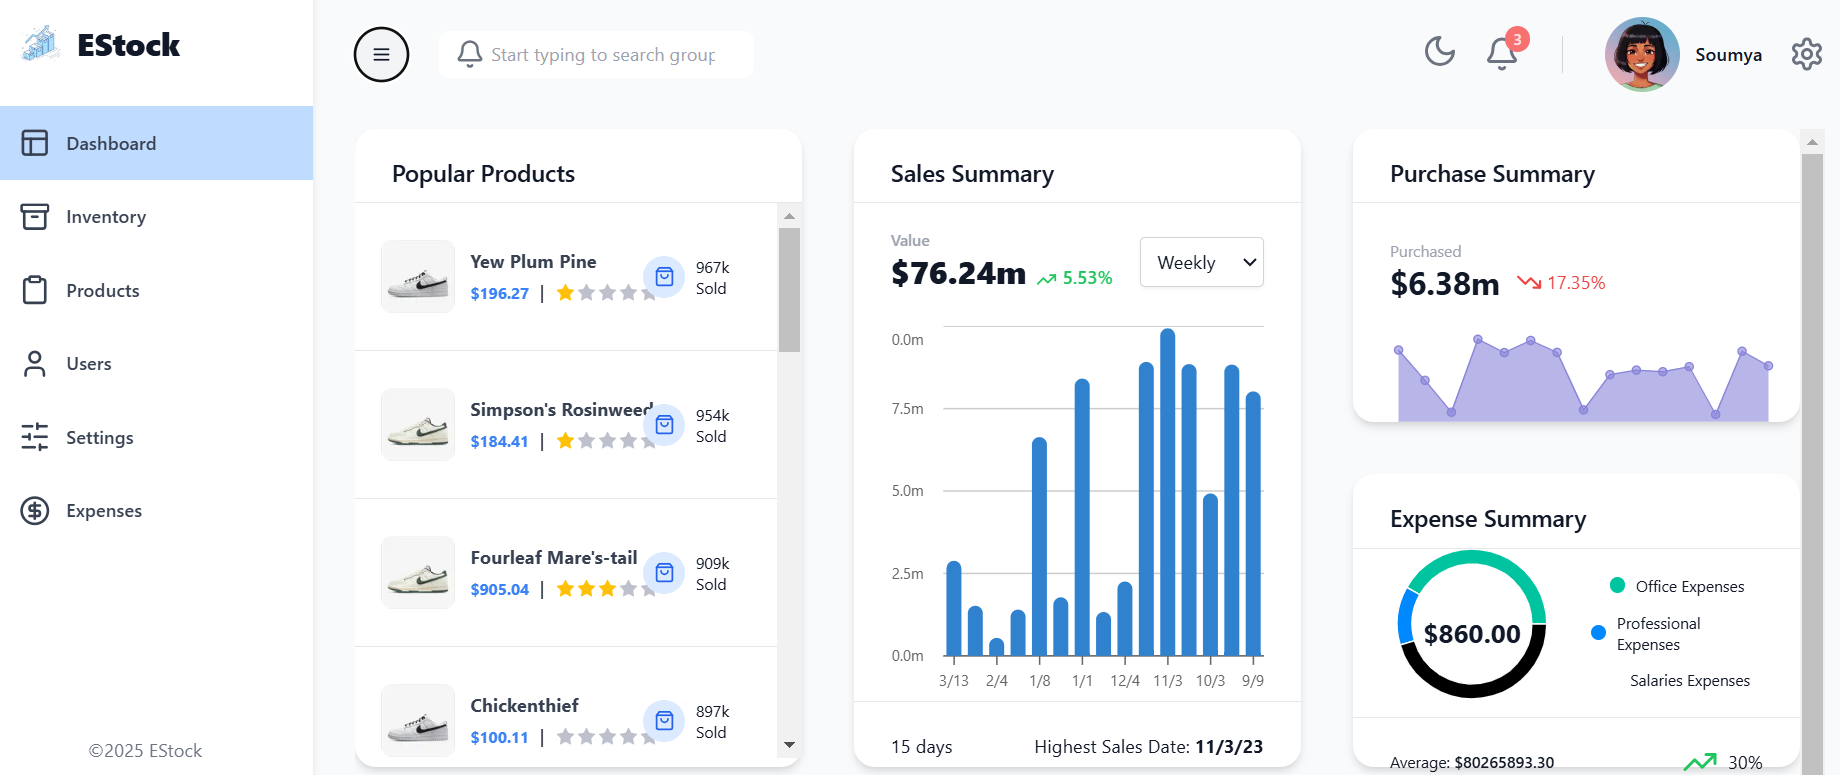 EStock
Start typing to search group
3
Soumya
Dashboard
Inventory
Products
Users
Settings
Expenses
©2025 EStock
Popular Products
Yew Plum Pine
$196.27 |
967k
Sold
Simpson's Rosinweed
$184.41 |
954k
Sold
Fourleaf Mare's-tail
$905.04 |
909k
Sold
Chickenthief
$100.11 |
897k
Sold
Sales Summary
Value
$76.24m 5.53%
Weekly
0.0m
7.5m
5.0m
2.5m
0.0m
3/13 2/4 1/8 1/1 12/4 11/3 10/3 9/9
15 days Highest Sales Date: 11/3/23
Purchase Summary
Purchased
$6.38m 17.35%
Expense Summary
$860.00
Office Expenses
Professional
Expenses
Salaries Expenses
Average: $80265893.30 30%